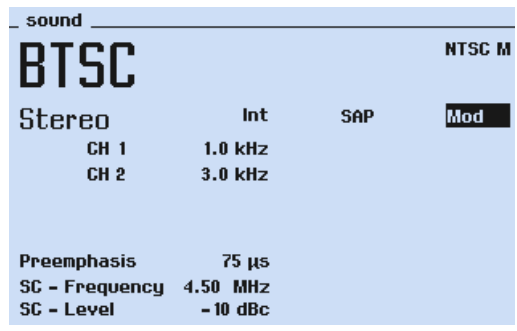 sound
BTSC NTSC M
Stereo Int SAP Mod
CH 1 1.0 kHz
CH 2 3.0 kHz
Preemphasis 75 µs
SC - Frequency 4.50 MHz
SC - Level -10 dBc